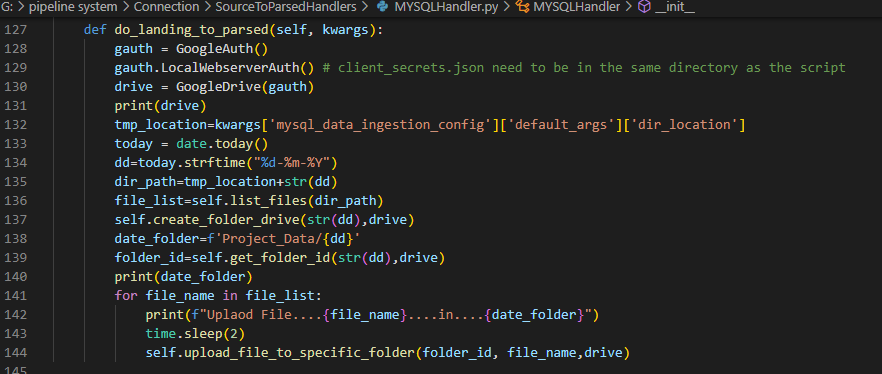 G: > pipeline system > Connection > SourceToParsedHandlers > MYSQLHandler.py > MYSQLHandler > __init__
127 def do_landing_to_parsed(self, kwargs):
128 gauth = GoogleAuth()
129 gauth.LocalWebserverAuth() # client_secrets.json need to be in the same directory as the script
130 drive = GoogleDrive(gauth)
131 print(drive)
132 tmp_location=kwargs['mysql_data_ingestion_config']['default_args']['dir_location']
133 today = date.today()
134 dd=today.strftime("%d-%m-%Y")
135 dir_path=tmp_location+str(dd)
136 file_list=self.list_files(dir_path)
137 self.create_folder_drive(str(dd),drive)
138 date_folder=f'Project_Data/{dd}'
139 folder_id=self.get_folder_id(str(dd),drive)
140 print(date_folder)
141 for file_name in file_list:
142 print(f"Uplaod File....{file_name}....in....{date_folder}")
143 time.sleep(2)
144 self.upload_file_to_specific_folder(folder_id, file_name,drive)
145